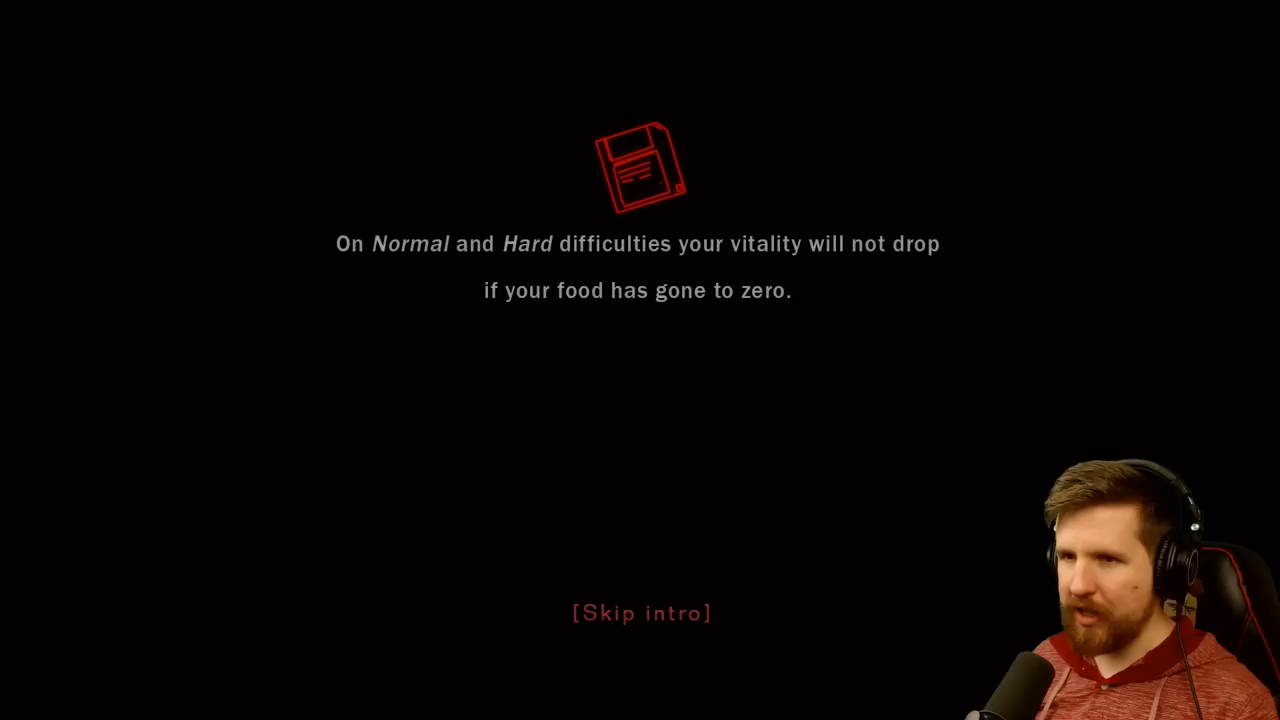 On Normal and Hard difficulties your vitality will not drop
if your food has gone to zero.
[Skip intro]